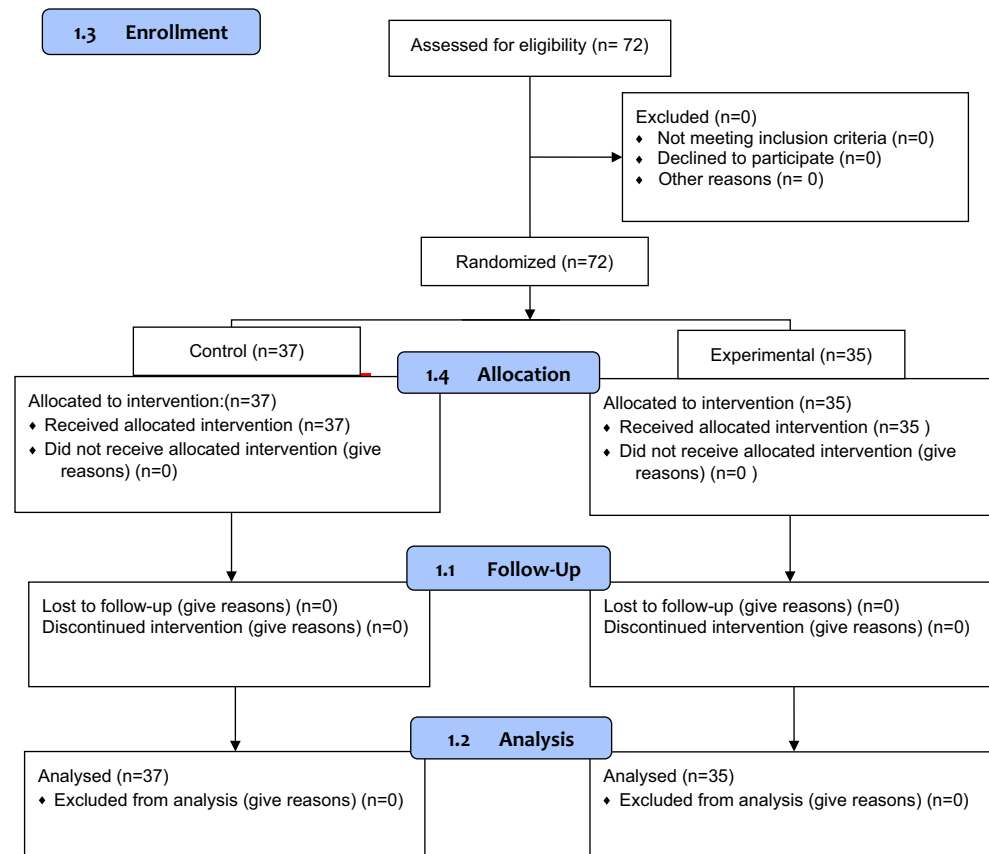 1.3 Enrollment
Assessed for eligibility (n= 72)
Excluded (n=0)
♦ Not meeting inclusion criteria (n=0)
♦ Declined to participate (n=0)
♦ Other reasons (n= 0)
Randomized (n=72)
Control (n=37)
Experimental (n=35)
1.4 Allocation
Allocated to intervention:(n=37)
♦ Received allocated intervention (n=37)
♦ Did not receive allocated intervention (give
reasons) (n=0)
Allocated to intervention (n=35)
♦ Received allocated intervention (n=35 )
♦ Did not receive allocated intervention (give
reasons) (n=0 )
1.1 Follow-Up
Lost to follow-up (give reasons) (n=0)
Discontinued intervention (give reasons) (n=0)
Lost to follow-up (give reasons) (n=0)
Discontinued intervention (give reasons) (n=0)
1.2 Analysis
Analysed (n=37)
♦ Excluded from analysis (give reasons) (n=0)
Analysed (n=35)
♦ Excluded from analysis (give reasons) (n=0)